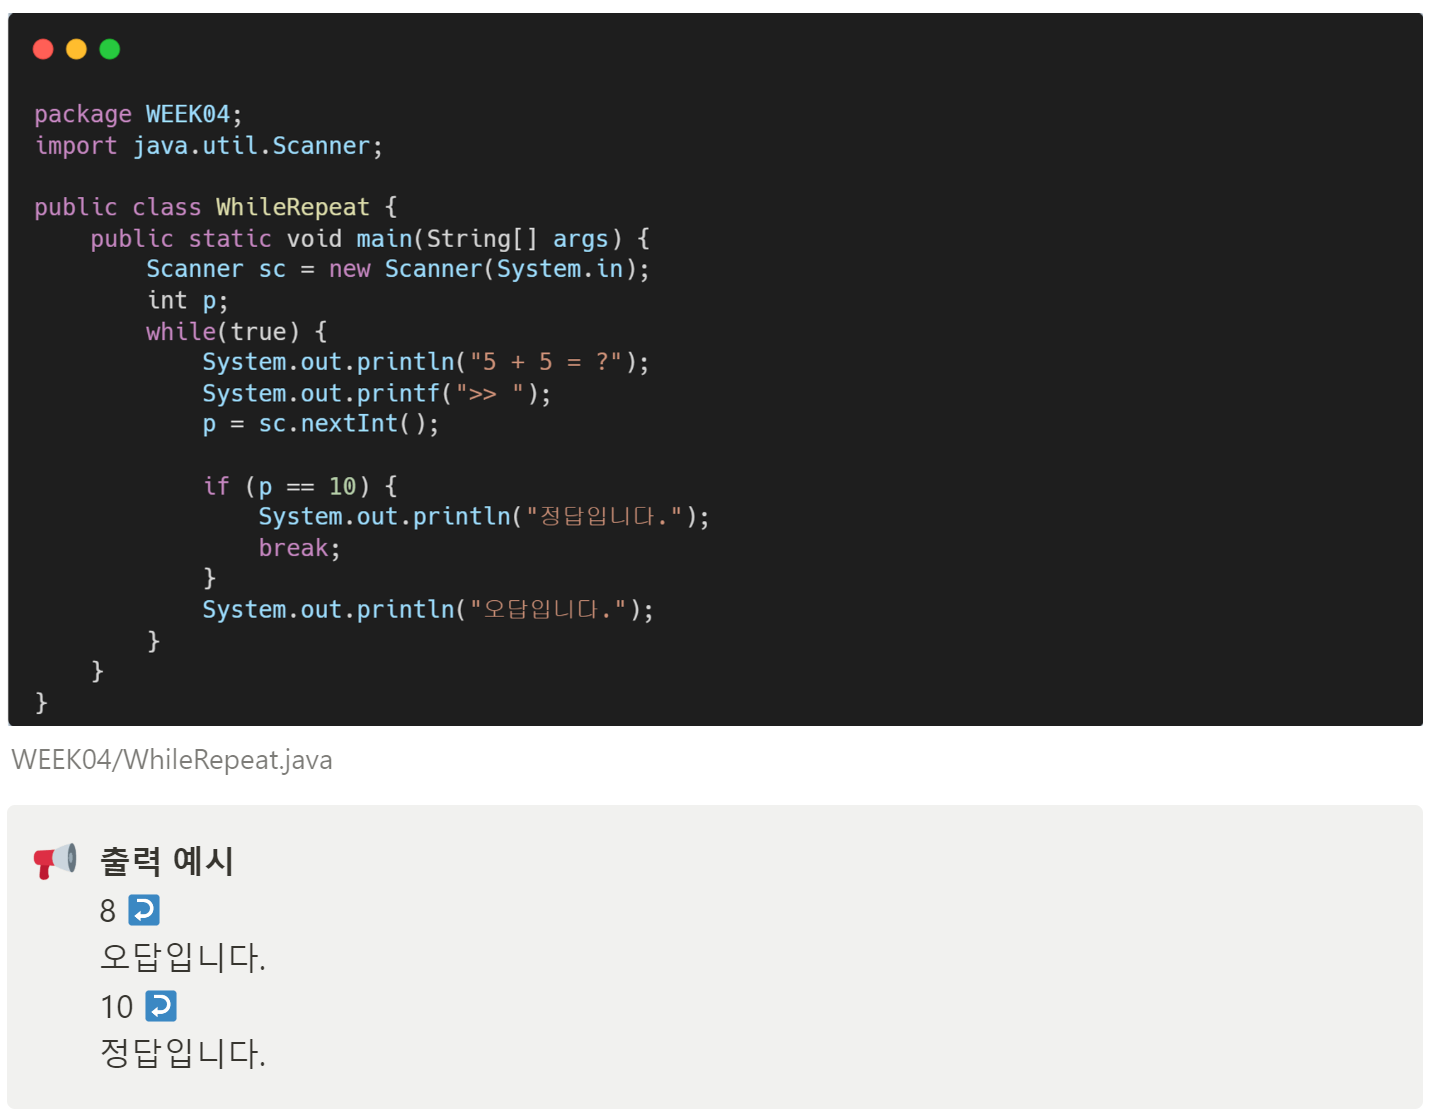 package WEEK04;
import java.util.Scanner;

public class WhileRepeat {
    public static void main(String[] args) {
        Scanner sc = new Scanner(System.in);
        int p;
        while(true) {
            System.out.println("5 + 5 = ?");
            System.out.printf(">> ");
            p = sc.nextInt();

            if (p == 10) {
                System.out.println("정답입니다.");
                break;
            }
            System.out.println("오답입니다.");
        }
    }
}
WEEK04/WhileRepeat.java
출력 예시
8
오답입니다.
10
정답입니다.